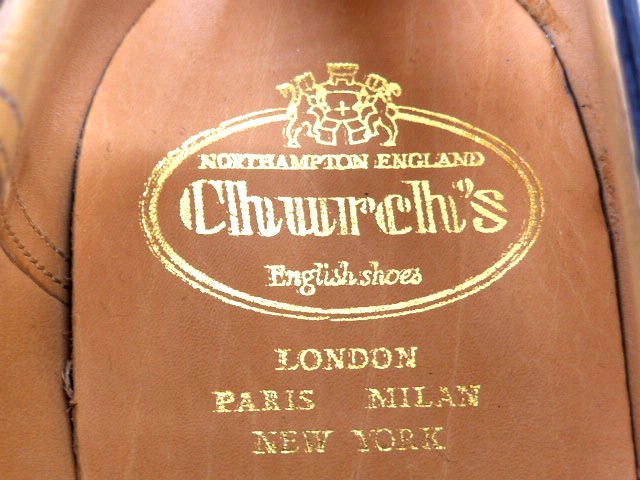 NORTHAMPTON ENGLAND
Church's
English shoes
LONDON
PARIS MILAN
NEW YORK